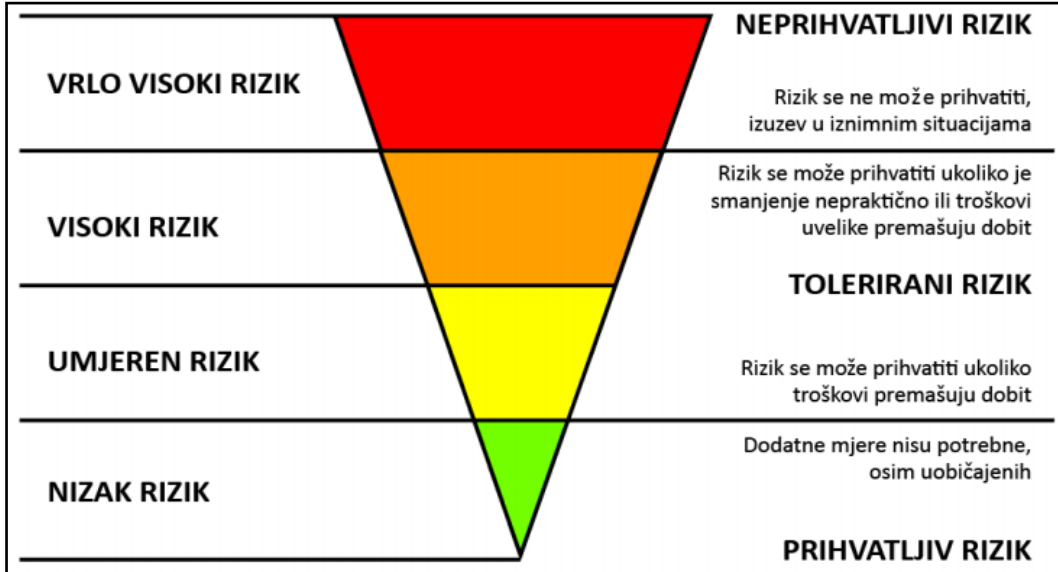 NEPRIHVATLJIVI RIZIK
VRLO VISOKI RIZIK
Rizik se ne može prihvatiti,
izuzev u iznimnim situacijama
Rizik se može prihvatiti ukoliko je
smanjenje nepraktično ili troškovi
uvelike premašuju dobit
VISOKI RIZIK
TOLERIRANI RIZIK
UMJEREN RIZIK
Rizik se može prihvatiti ukoliko
troškovi premašuju dobit
Dodatne mjere nisu potrebne,
osim uobičajenih
NIZAK RIZIK
PRIHVATLJIV RIZIK